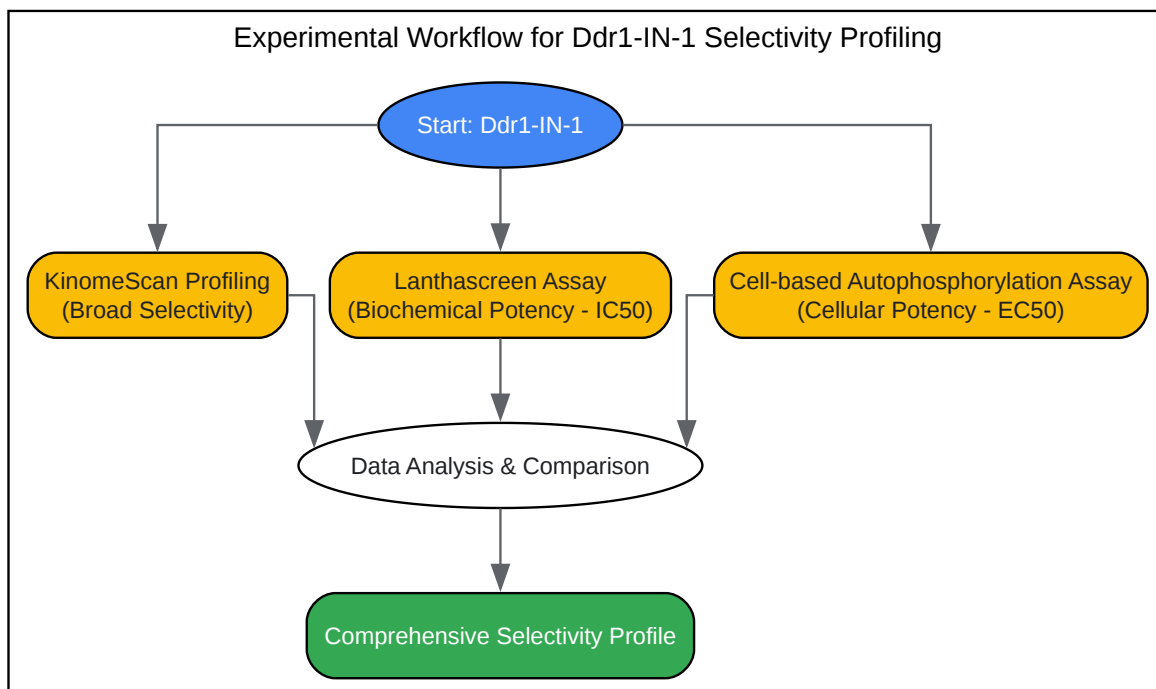 Experimental Workflow for Ddr1-IN-1 Selectivity Profiling
Start: Ddr1-IN-1
KinomeScan Profiling
(Broad Selectivity)
Lanthascreen Assay
(Biochemical Potency - IC50)
Cell-based Autophosphorylation Assay
(Cellular Potency - EC50)
Data Analysis & Comparison
Comprehensive Selectivity Profile